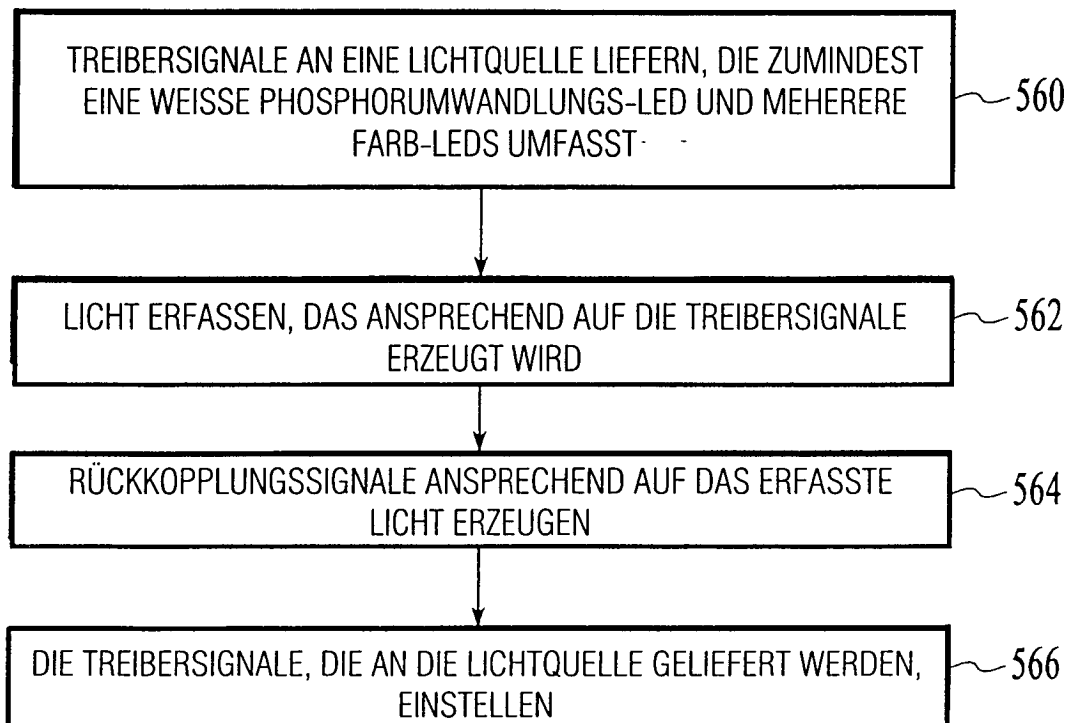 TREIBERSIGNALE AN EINE LICHTQUELLE LIEFERN, DIE ZUMINDEST
EINE WEISSE PHOSPHORUMWANDLUNGS-LED UND MEHERERE
FARB-LEDS UMFASST
560
LICHT ERFASSEN, DAS ANSPRECHEND AUF DIE TREIBERSIGNALE
ERZEUGT WIRD
562
RÜCKKOPPLUNGSSIGNALE ANSPRECHEND AUF DAS ERFASSTE
LICHT ERZEUGEN
564
DIE TREIBERSIGNALE, DIE AN DIE LICHTQUELLE GELIEFERT WERDEN,
EINSTELLEN
566